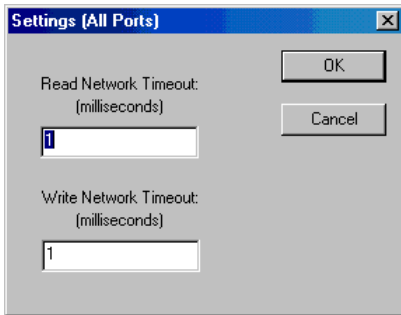 Settings (All Ports)
OK
Read Network Timeout:
(milliseconds)
Cancel
1
Write Network Timeout:
(milliseconds)
1